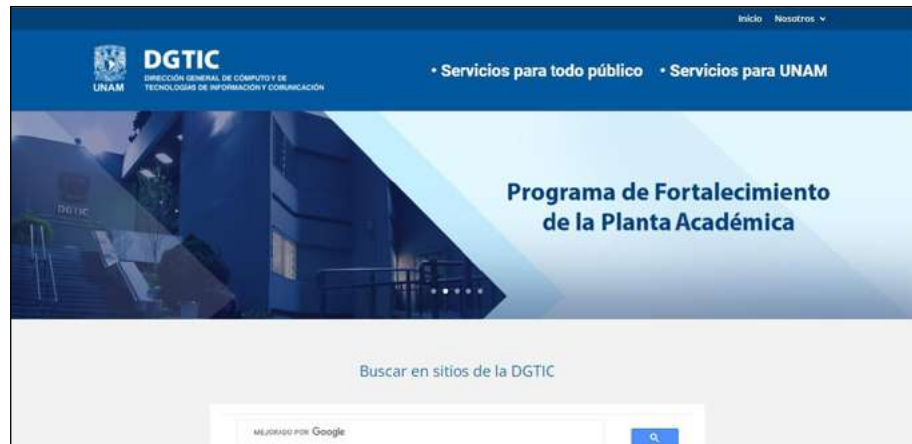 Inicio Nosotros
DGTIC
DIRECCIÓN GENERAL DE CÓMPUTO Y DE
TECNOLOGÍAS DE INFORMACIÓN Y COMUNICACIÓN
UNAM
• Servicios para todo público • Servicios para UNAM
DGTIC
Programa de Fortalecimiento
de la Planta Académica
Buscar en sitios de la DGTIC
MEJORADO POR Google